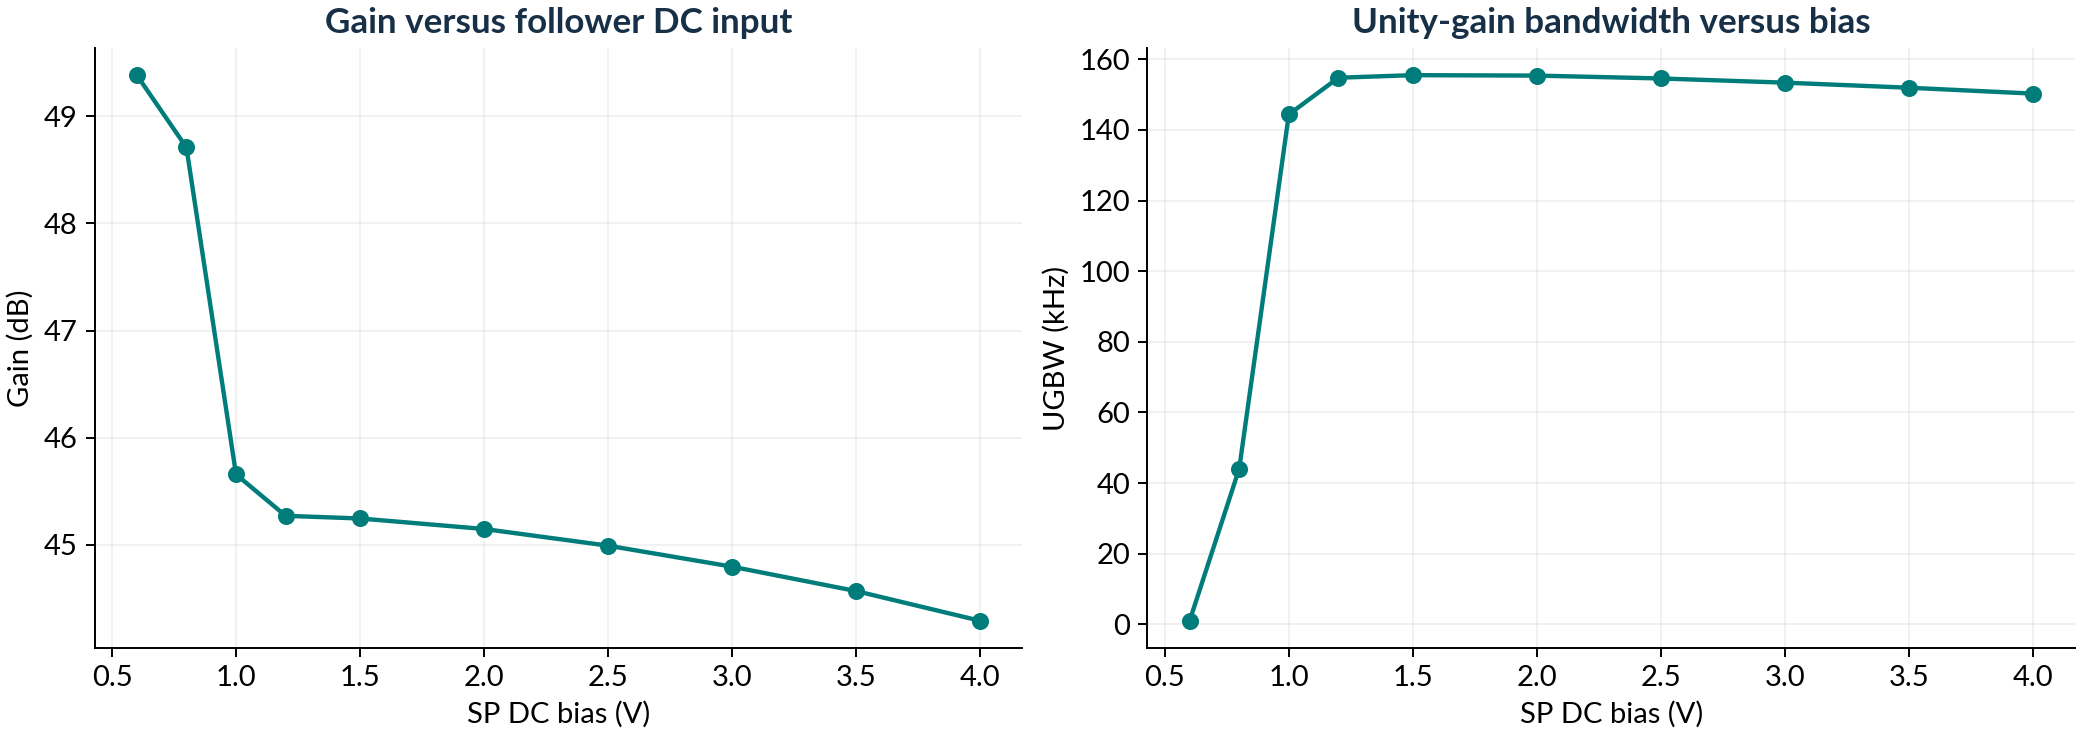 Gain versus follower DC input
Gain (dB)
49
48
47
46
45
0.5 1.0 1.5 2.0 2.5 3.0 3.5 4.0
SP DC bias (V)
Unity-gain bandwidth versus bias
UGBW (kHz)
160
140
120
100
80
60
40
20
0
0.5 1.0 1.5 2.0 2.5 3.0 3.5 4.0
SP DC bias (V)